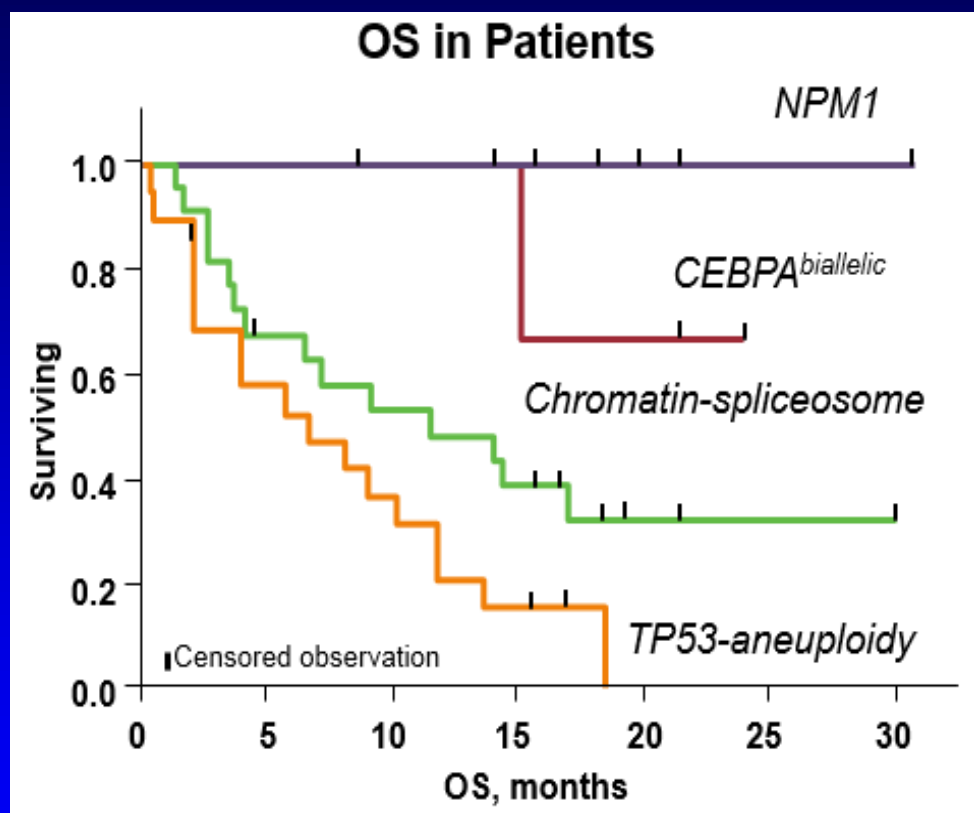 OS in Patients
NPM1
CEBPAbiallelic
Chromatin-spliceosome
TP53-aneuploidy
Surviving
1.0
0.8
0.6
0.4
0.2
0.0
Censored observation
0 5 10 15 20 25 30
OS, months